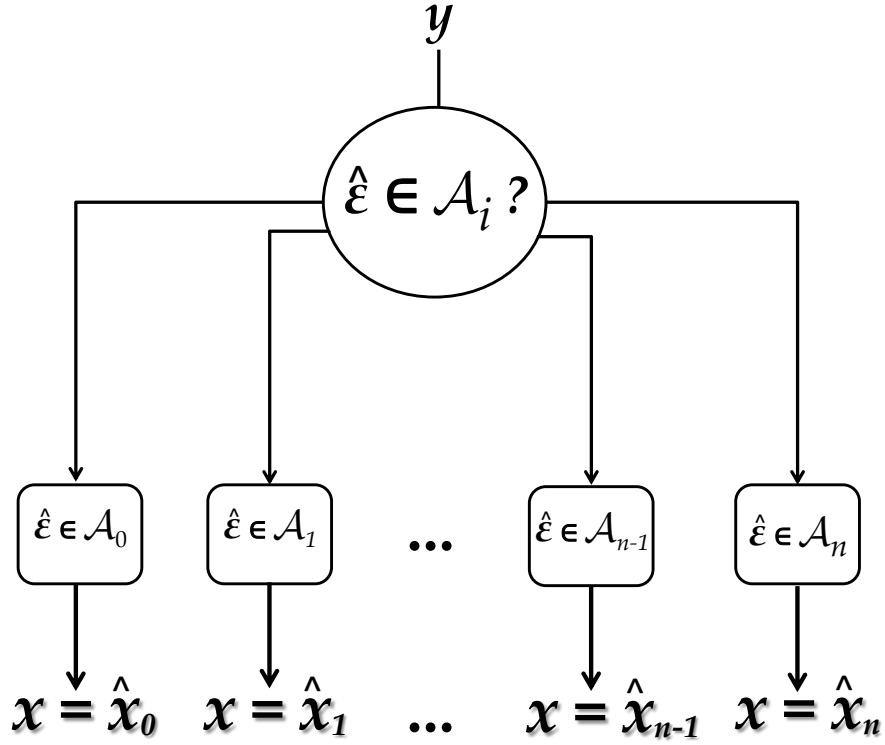 y
ε̂ ∈ 𝒜ᵢ ?
ε̂ ∈ 𝒜₀ ε̂ ∈ 𝒜₁ ... ε̂ ∈ 𝒜ₙ₋₁ ε̂ ∈ 𝒜ₙ
x = x̂₀ x = x̂₁ ... x = x̂ₙ₋₁ x = x̂ₙ